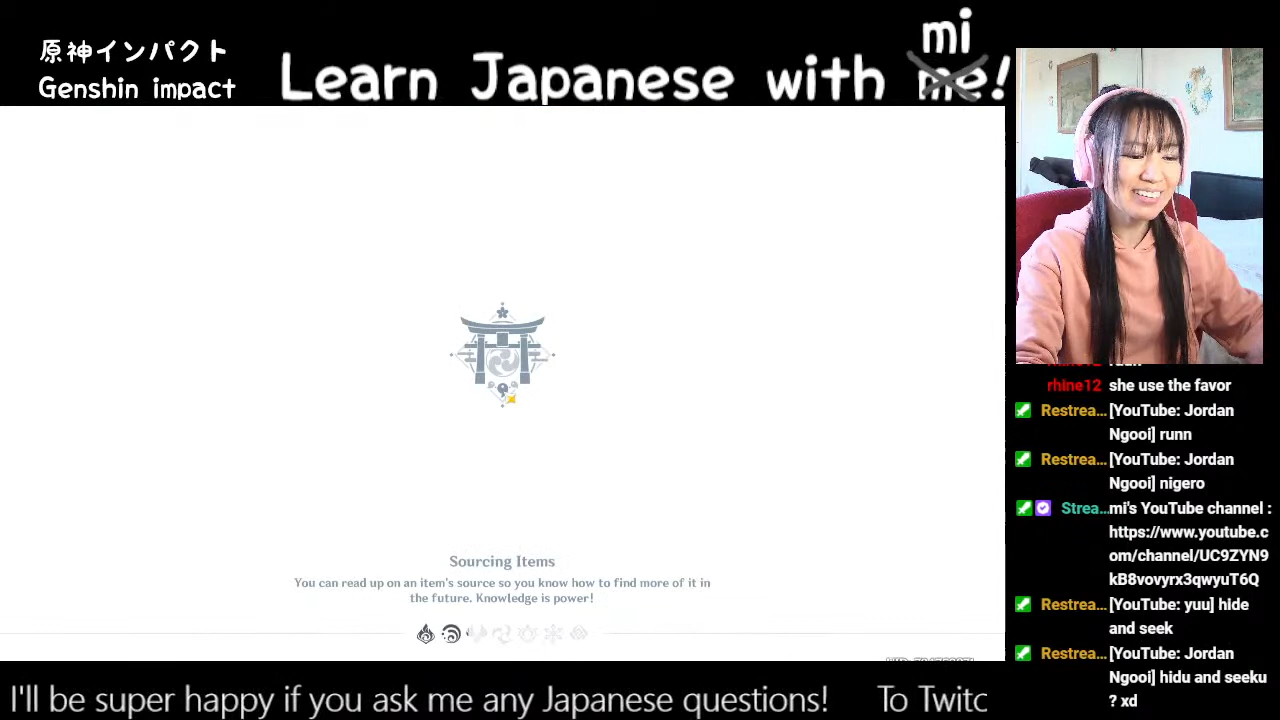 原神インパクト
Genshin impact
mi
Learn Japanese with me!
Sourcing Items
You can read up on an item's source so you know how to find more of it in
the future. Knowledge is power!
rhine12 she use the favor
Restrea... [YouTube: Jordan
Ngooi] runn
Restrea... [YouTube: Jordan
Ngooi] nigero
Strea... mi's YouTube channel :
https://www.youtube.c
om/channel/UC9ZYN9
kB8vovyrx3qwyuT6Q
Restrea... [YouTube: yuu] hide
and seek
Restrea... [YouTube: Jordan
Ngooi] hidu and seeku
? xd
I'll be super happy if you ask me any Japanese questions! To Twitc